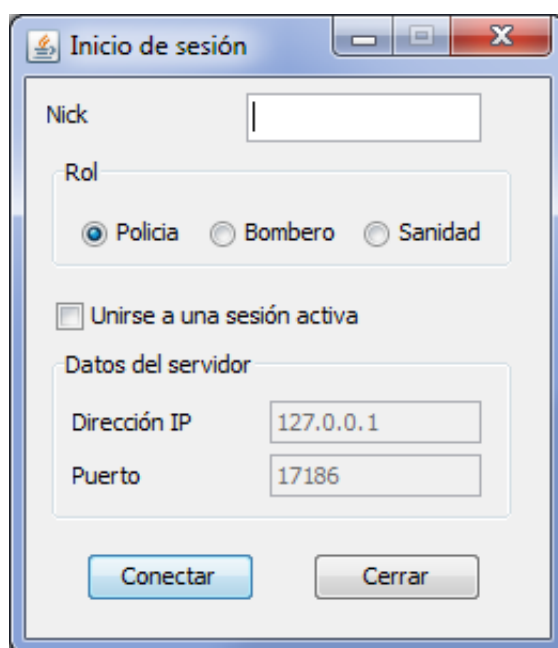 Inicio de sesión
Nick
Rol
Policia Bombero Sanidad
Unirse a una sesión activa
Datos del servidor
Dirección IP 127.0.0.1
Puerto 17186
Conectar Cerrar